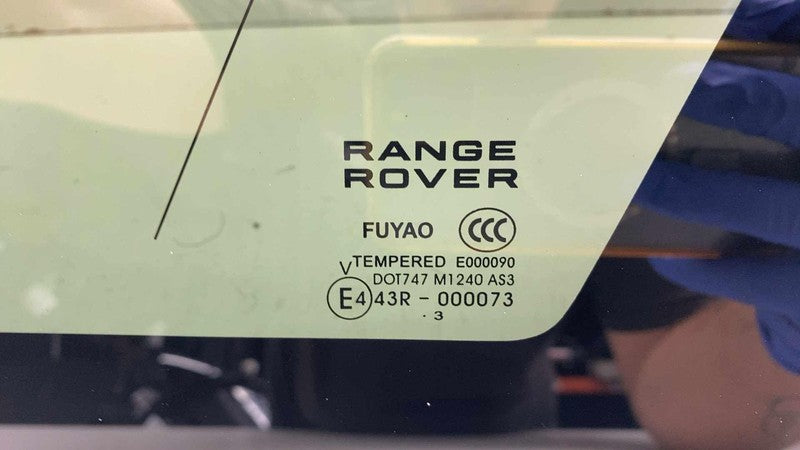 RANGE
ROVER
FUYAO CCC
TEMPERED E000090
V DOT747 M1240 AS3
E4 43R - 000073
. 3